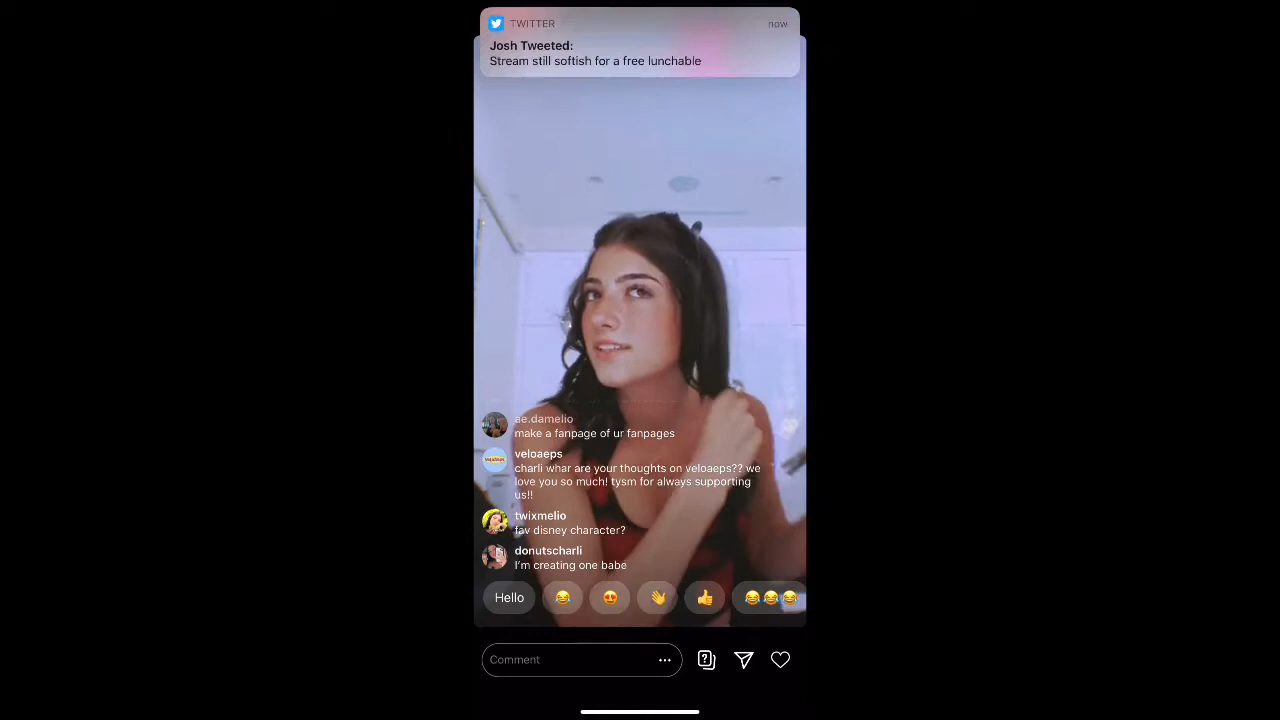 TWITTER
now
Josh Tweeted:
Stream still softish for a free lunchable
ae.damelio
make a fanpage of ur fanpages
veloaeps
charli whar are your thoughts on veloaeps?? we
love you so much! tysm for always supporting
us!!
twixmelio
fav disney character?
donutscharli
I'm creating one babe
Hello
Comment